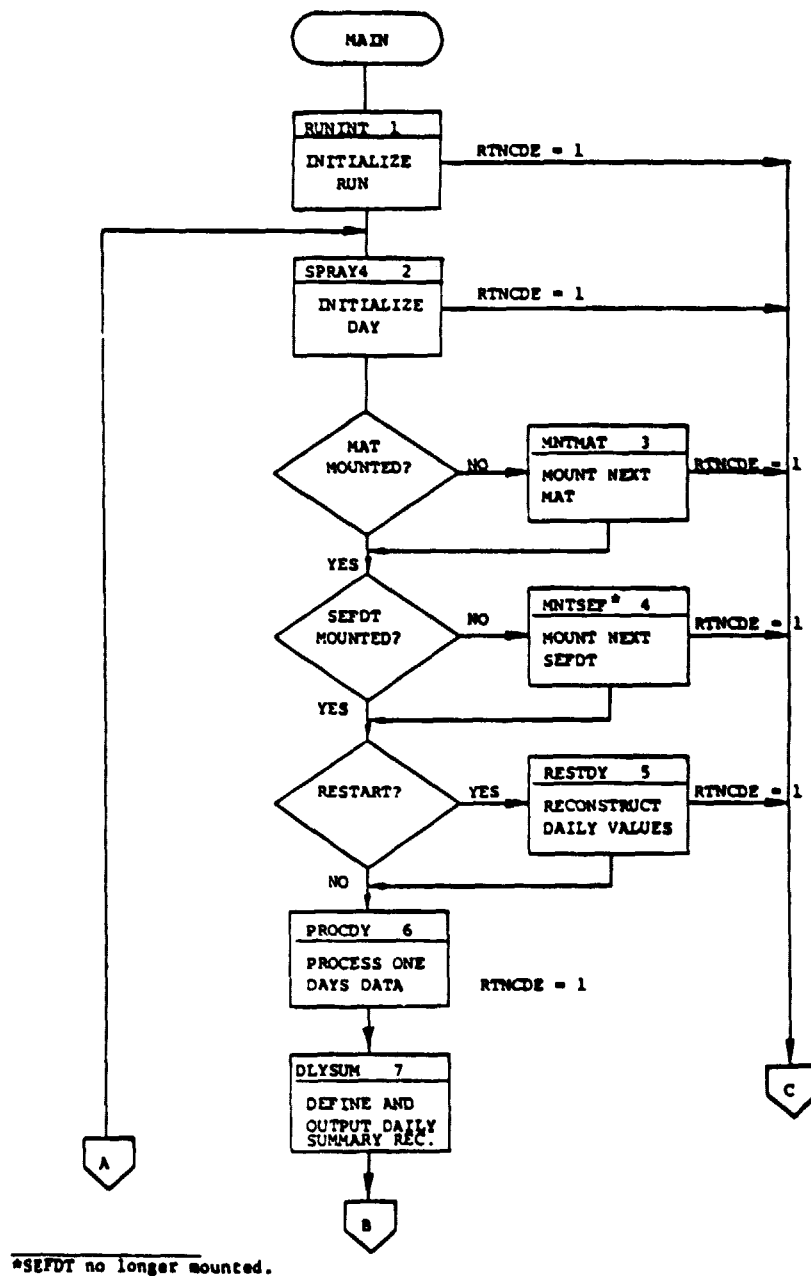 MAIN
RUNINT 1
INITIALIZE
RUN
RTNCDE = 1
SPRAY4 2
INITIALIZE
DAY
RTNCDE = 1
MAT
MOUNTED?
NO
MNTMAT 3
MOUNT NEXT
MAT
RTNCDE = 1
YES
SEFDT
MOUNTED?
NO
MNTSEF* 4
MOUNT NEXT
SEFDT
RTNCDE = 1
YES
RESTART?
YES
RESTDY 5
RECONSTRUCT
DAILY VALUES
RTNCDE = 1
NO
PROCDY 6
PROCESS ONE
DAYS DATA
RTNCDE = 1
DLYSUM 7
DEFINE AND
OUTPUT DAILY
SUMMARY REC.
C
A
B
*SEFDT no longer mounted.